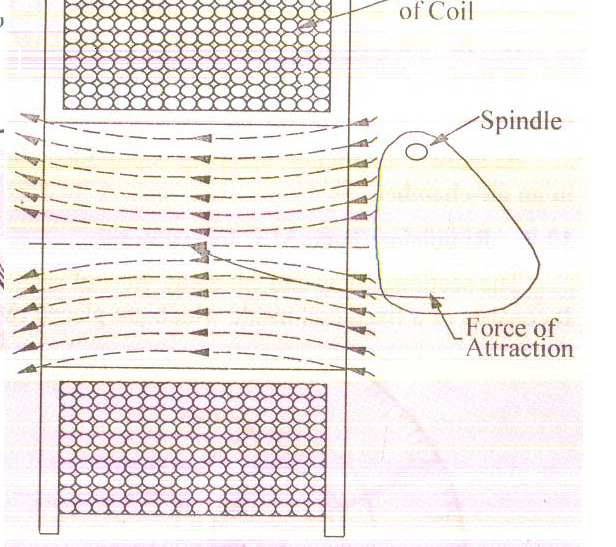 of Coil
Spindle
Force of
Attraction